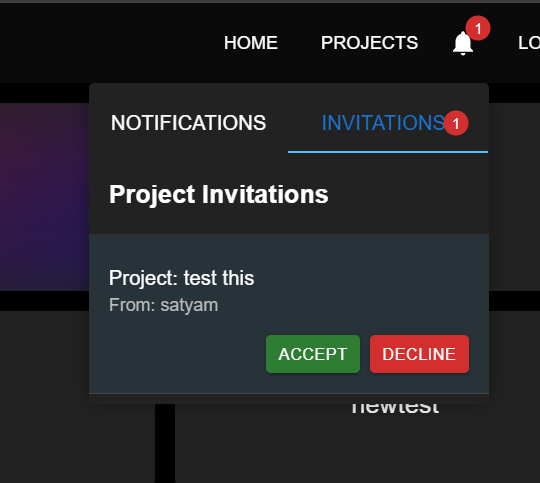 HOME PROJECTS 1 LO
NOTIFICATIONS INVITATIONS 1
Project Invitations
Project: test this
From: satyam
ACCEPT DECLINE
newtest